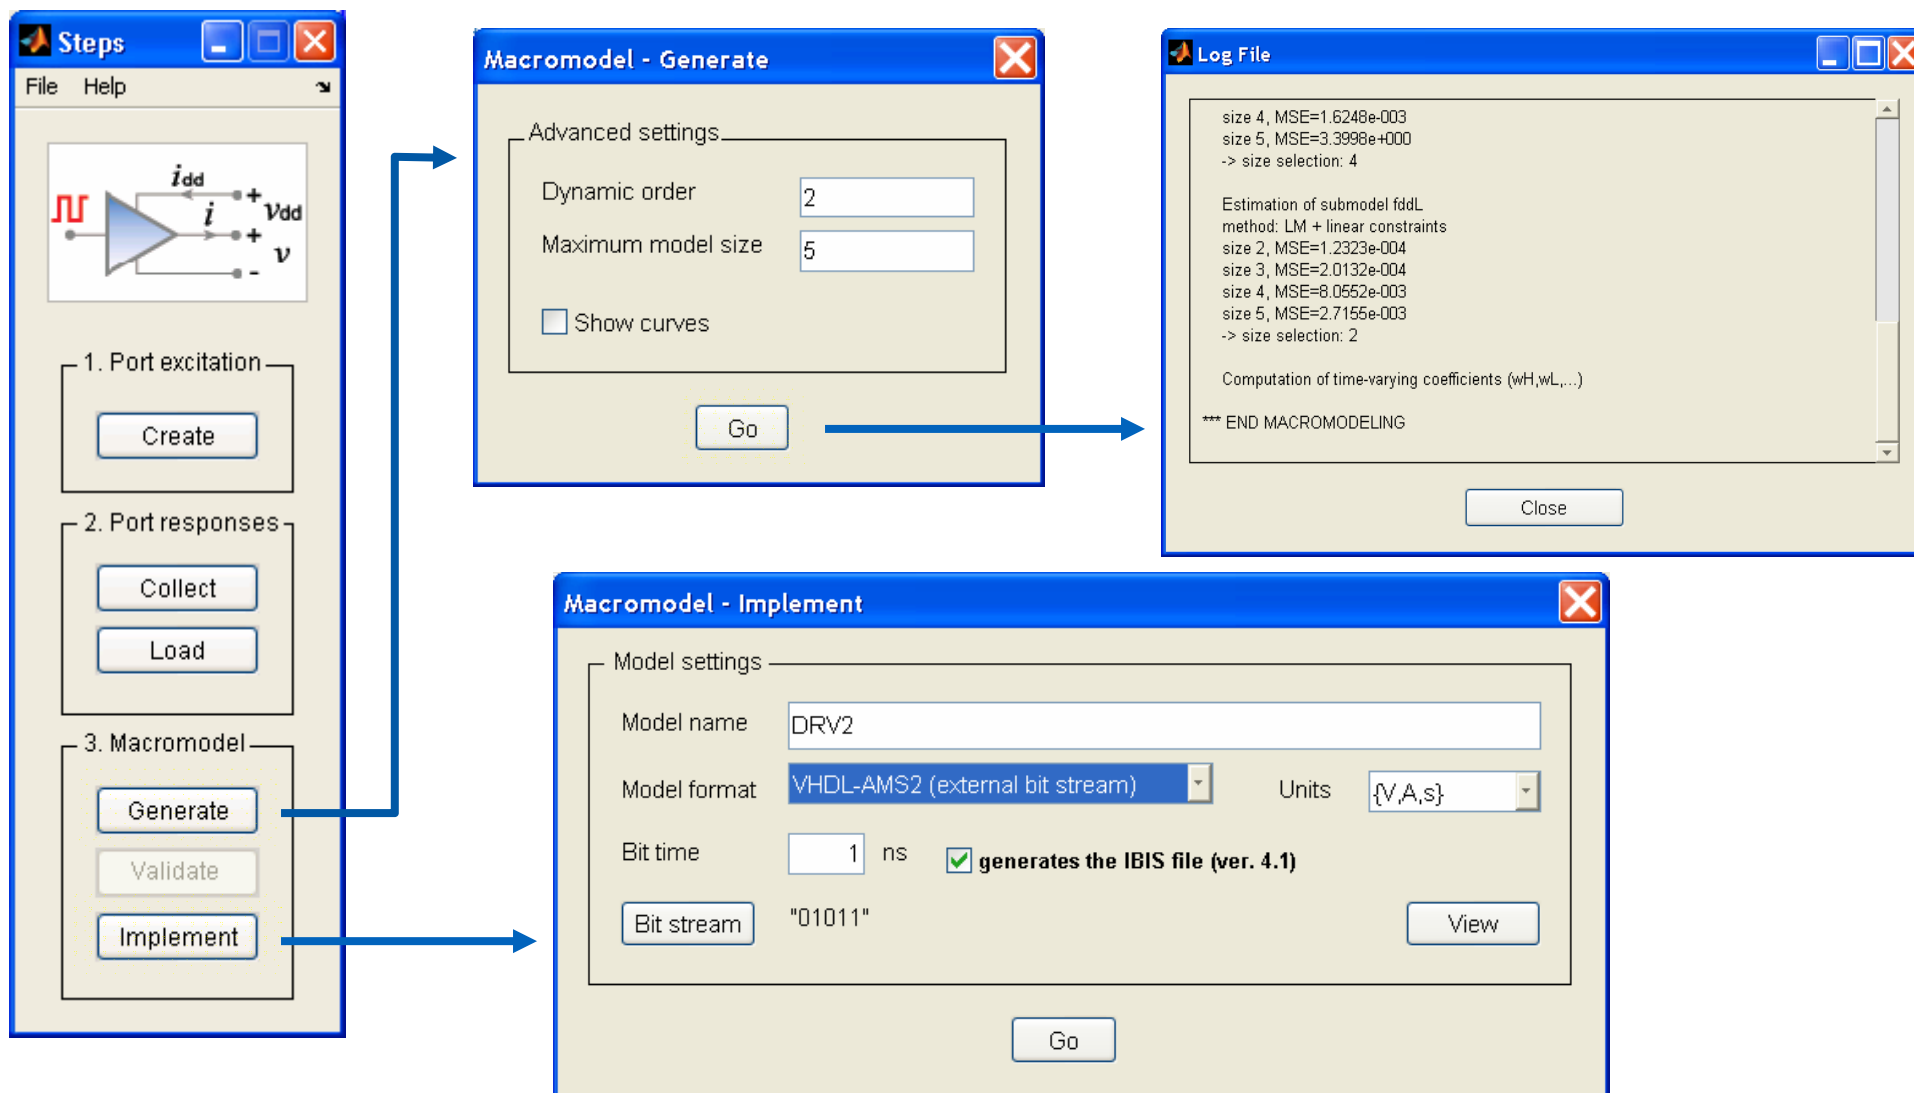 Steps
File Help
idd
i
+
vdd
+
v
-
1. Port excitation
Create
2. Port responses
Collect
Load
3. Macromodel
Generate
Validate
Implement
Macromodel - Generate
Advanced settings
Dynamic order 2
Maximum model size 5
Show curves
Go
Log File
size 4, MSE=1.6248e-003
size 5, MSE=3.3998e+000
-> size selection: 4
Estimation of submodel fddL
method: LM + linear constraints
size 2, MSE=1.2323e-004
size 3, MSE=2.0132e-004
size 4, MSE=8.0552e-003
size 5, MSE=2.7155e-003
-> size selection: 2
Computation of time-varying coefficients (wH,wL,...)
*** END MACROMODELING
Close
Macromodel - Implement
Model settings
Model name DRV2
Model format VHDL-AMS2 (external bit stream) Units {V,A,s}
Bit time 1 ns generates the IBIS file (ver. 4.1)
Bit stream "01011" View
Go